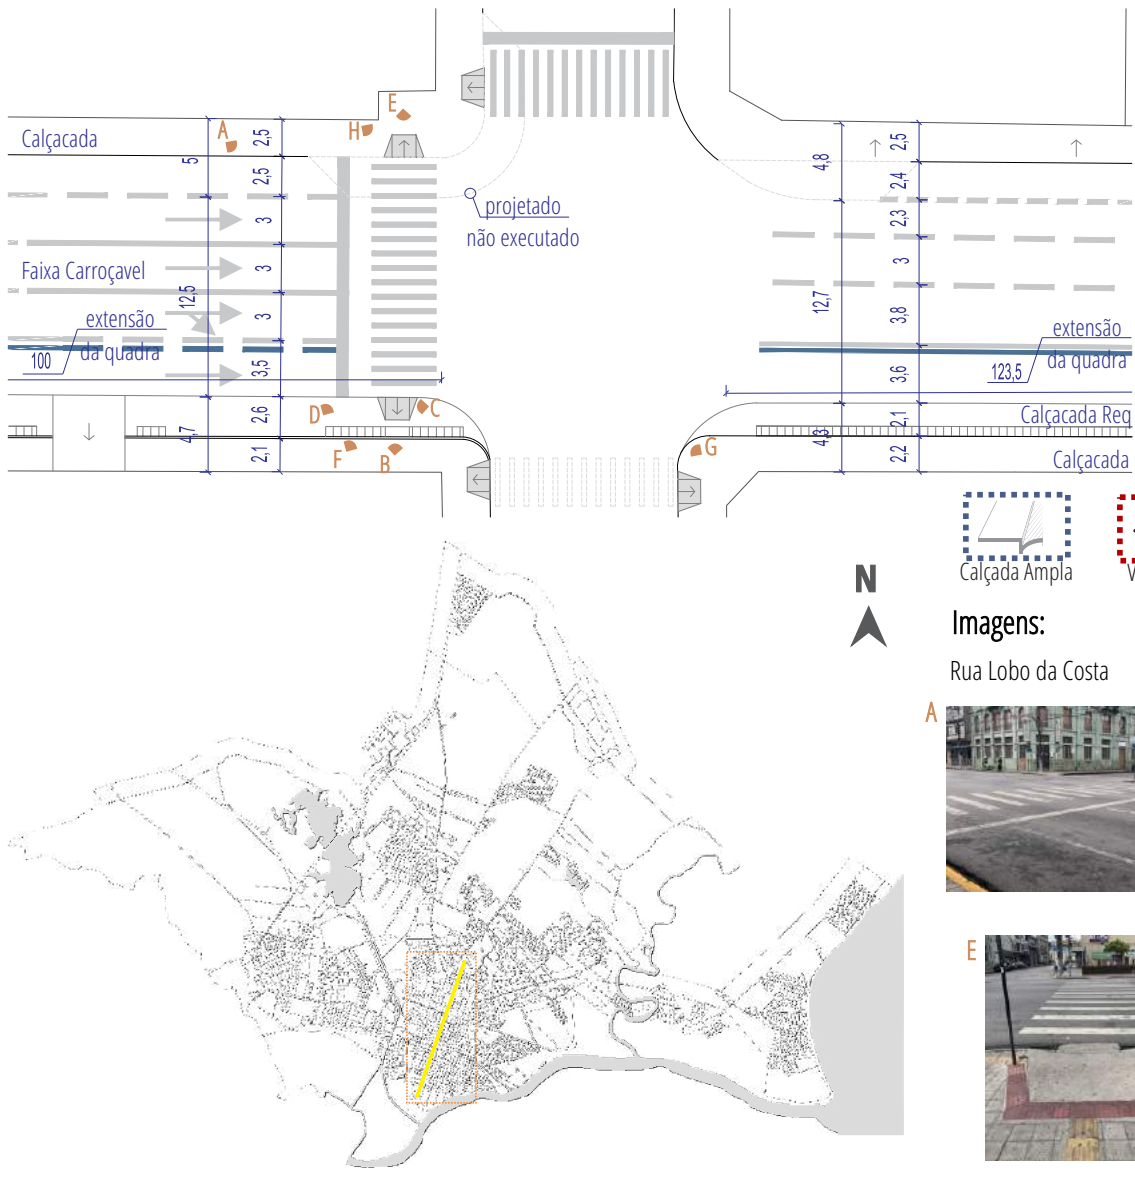 E
H
A
Calçacada
2,5
5
2,5
3
3
12,5
3
3,5
4,7
2,6
2,1
projetado
não executado
Faixa Carroçavel
extensão
da quadra
100
4,8
2,5
2,4
2,3
3
12,7
3,8
3,6
2,1
4,3
2,2
extensão
da quadra
123,5
D
C
F
B
G
Calçacada Req
Calçacada
Calçada Ampla
V
N
Imagens:
Rua Lobo da Costa
A
E